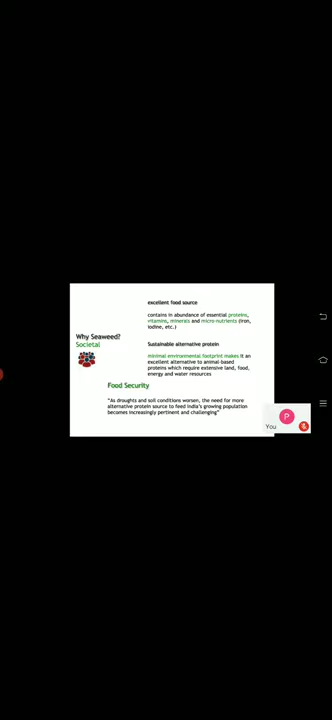 excellent food source
contains in abundance of essential proteins,
vitamins, minerals and micro-nutrients (iron,
iodine, etc.)
Why Seaweed?
Societal
Sustainable alternative protein
minimal environmental footprint makes it an
excellent alternative to animal-based
proteins which require extensive land, food,
energy and water resources
Food Security
"As droughts and soil conditions worsen, the need for more
alternative protein source to feed India's growing population
becomes increasingly pertinent and challenging"
P
You